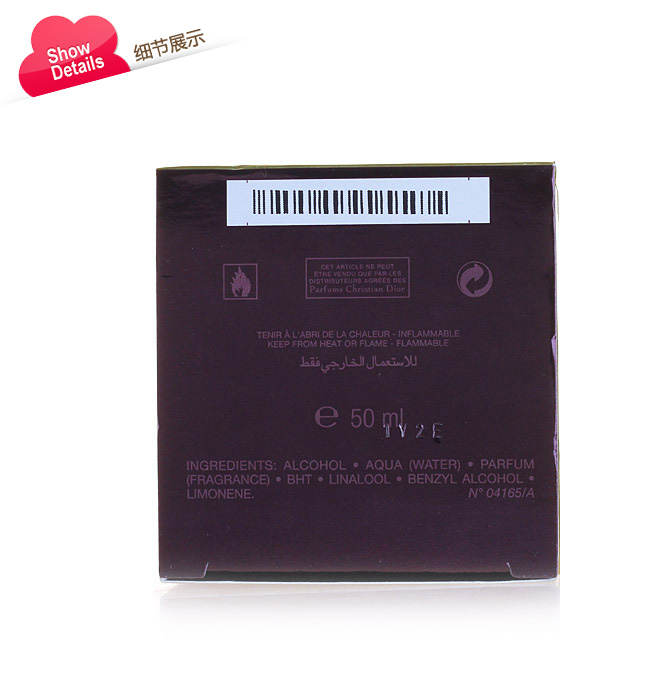 Show
Details
细节展示
CET ARTICLE NE PEUT
ÊTRE VENDU QUE PAR LES
DISTRIBUTEURS AGRÉÉS DES
Parfums Christian Dior
TENIR À L'ABRI DE LA CHALEUR - INFLAMMABLE
KEEP FROM HEAT OR FLAME - FLAMMABLE
للاستعمال الخارجي فقط
℮ 50 ml
1Y2E
INGREDIENTS: ALCOHOL • AQUA (WATER) • PARFUM
(FRAGRANCE) • BHT • LINALOOL • BENZYL ALCOHOL •
LIMONENE.
N° 04165/A